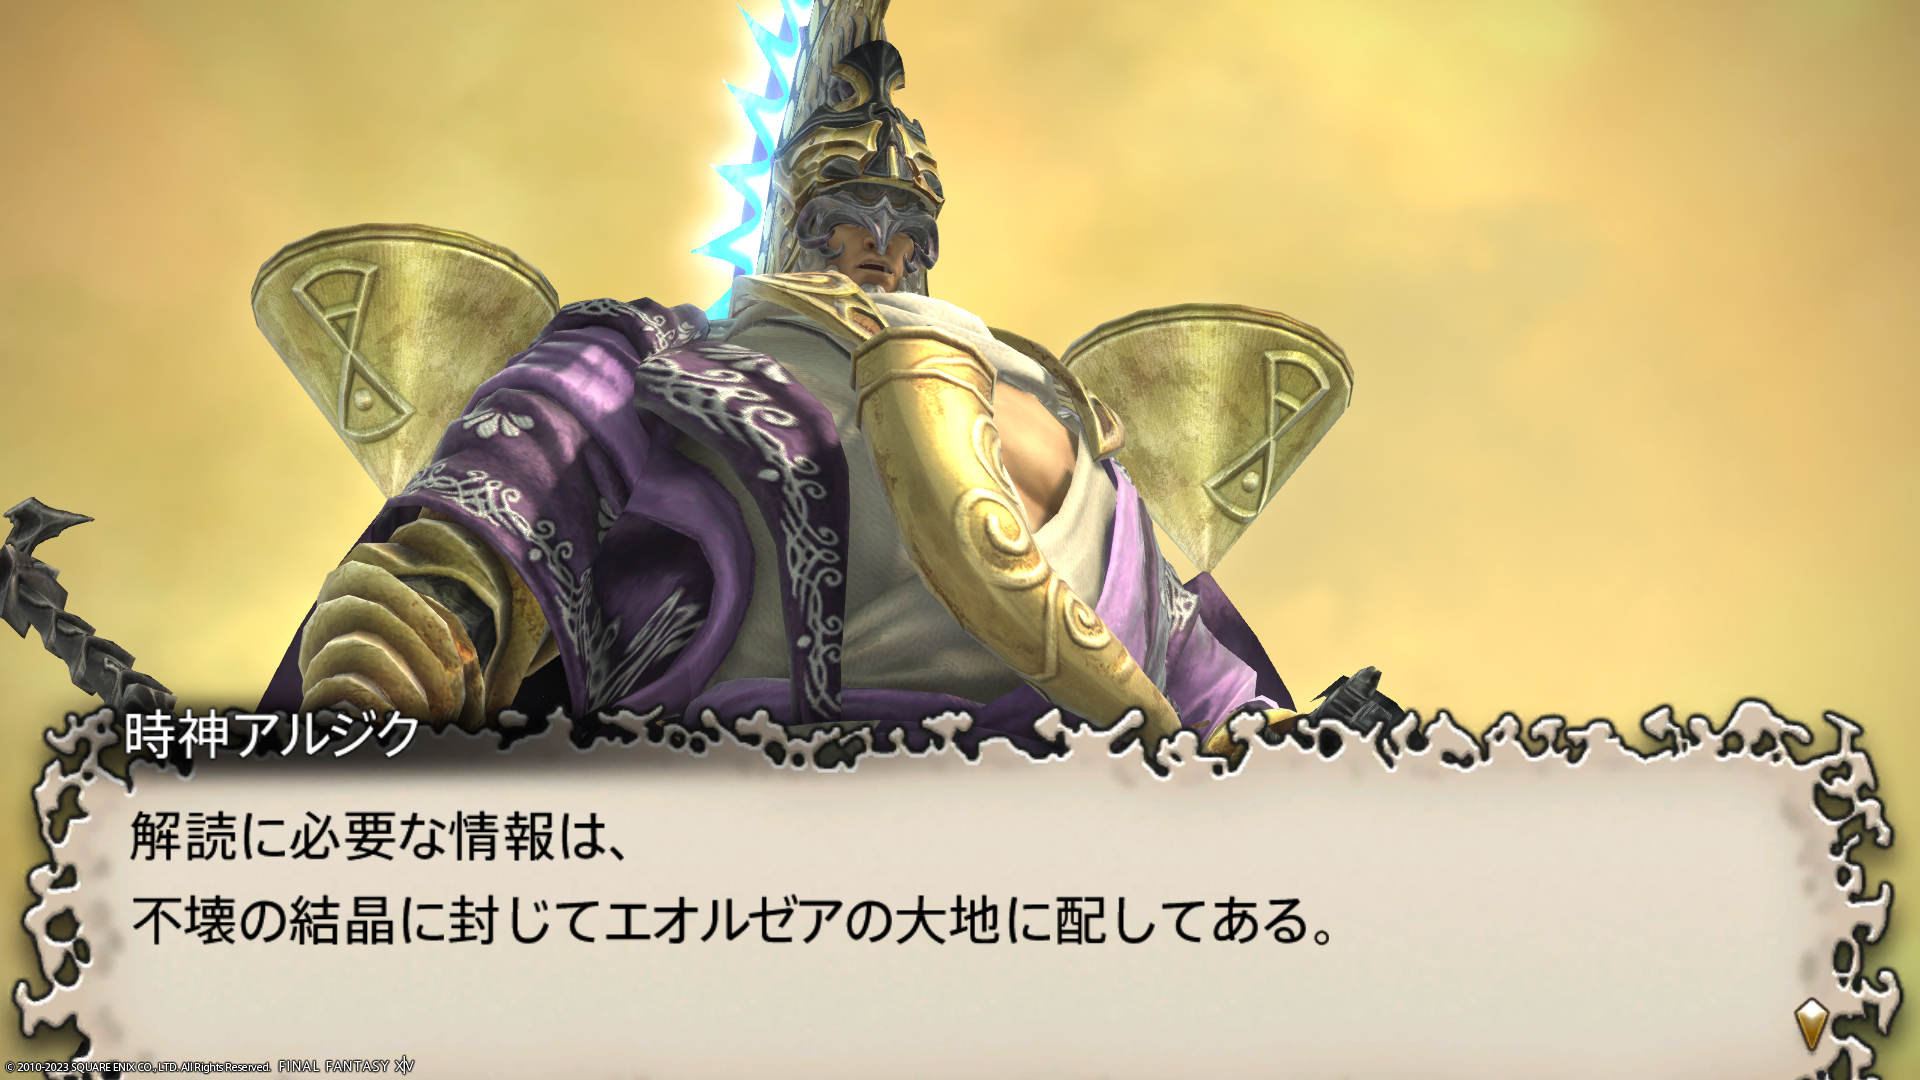 時神アルジク
解読に必要な情報は、
不壊の結晶に封じてエオルゼアの大地に配してある。
© 2010-2023 SQUARE ENIX CO., LTD. All Rights Reserved. FINAL FANTASY XIV